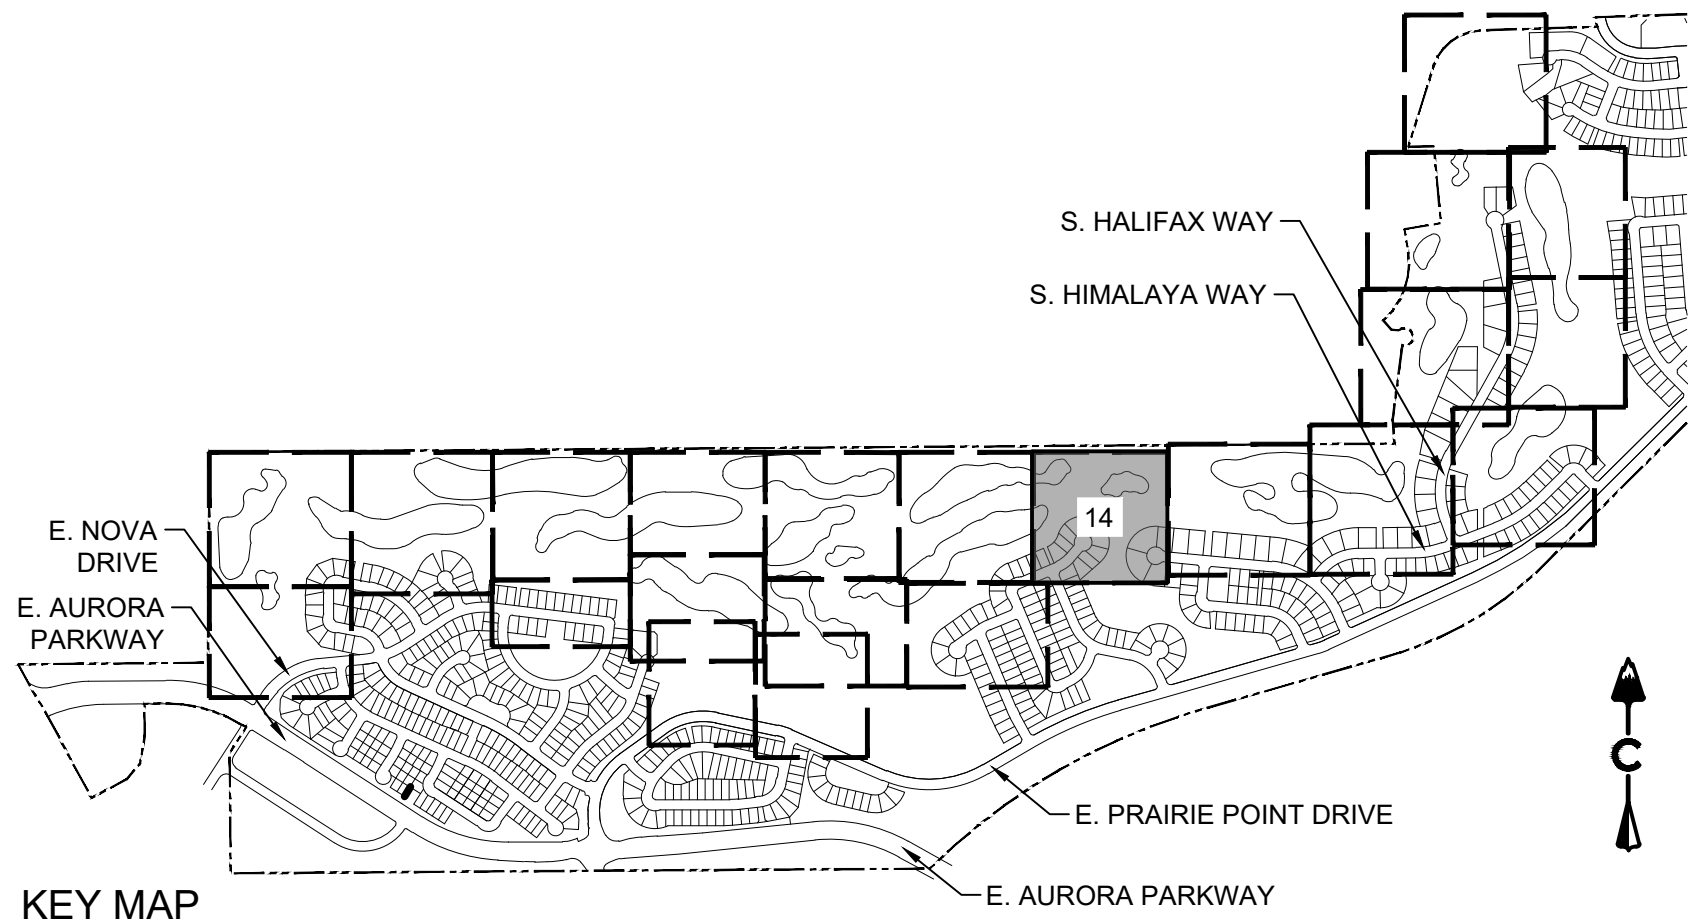 S. HALIFAX WAY
S. HIMALAYA WAY
14
E. NOVA
DRIVE
E. AURORA
PARKWAY
E. PRAIRIE POINT DRIVE
E. AURORA PARKWAY
KEY MAP
C